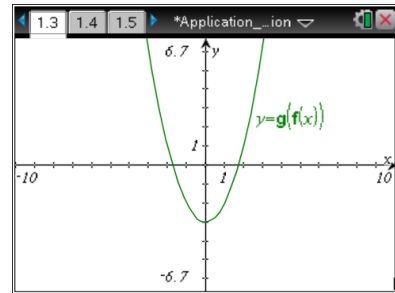 1.3 1.4 1.5 *Application_...ion
6.7 y
y=g(f(x))
1
x
-10 1 10
-6.7